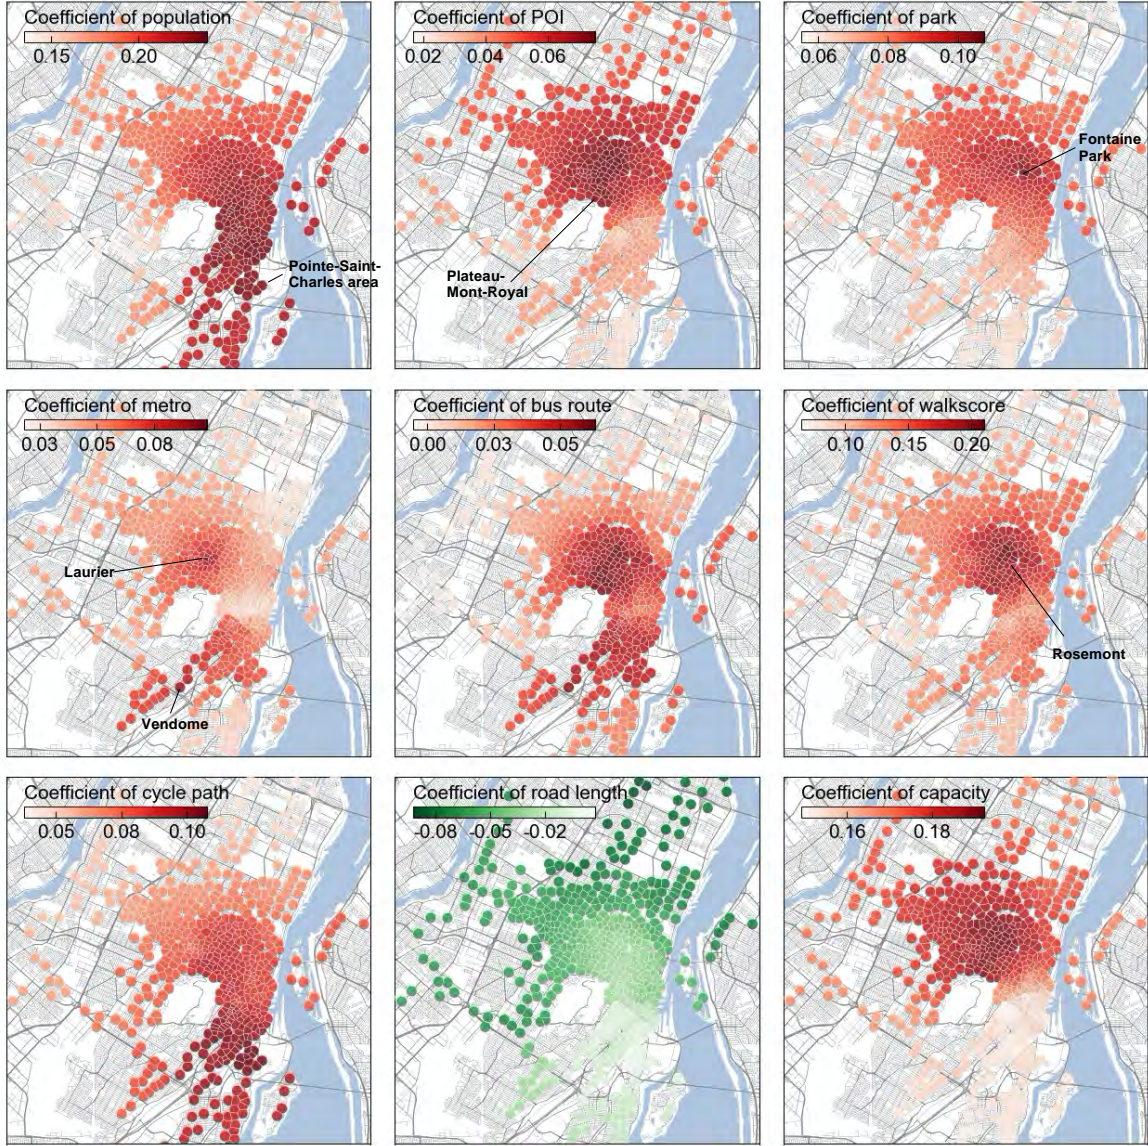 Coefficient of population
0.15 0.20
Pointe-Saint-
Charles area
Coefficient of POI
0.02 0.04 0.06
Plateau-
Mont-Royal
Coefficient of park
0.06 0.08 0.10
Fontaine
Park
Coefficient of metro
0.03 0.05 0.08
Laurier
Vendome
Coefficient of bus route
0.00 0.03 0.05
Coefficient of walkscore
0.10 0.15 0.20
Rosemont
Coefficient of cycle path
0.05 0.08 0.10
Coefficient of road length
-0.08 -0.05 -0.02
Coefficient of capacity
0.16 0.18